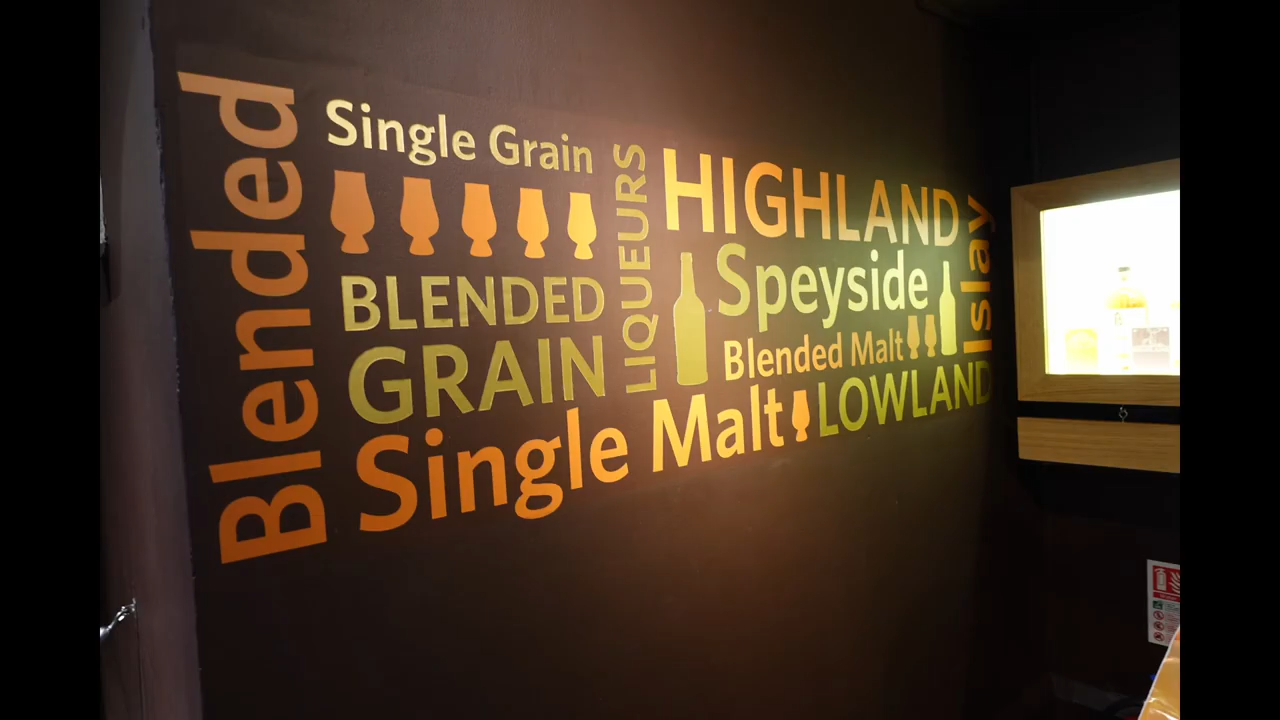 Blended
Single Grain
BLENDED
GRAIN
LIQUEURS
HIGHLAND
Speyside
Islay
Blended Malt
Single Malt
LOWLAND